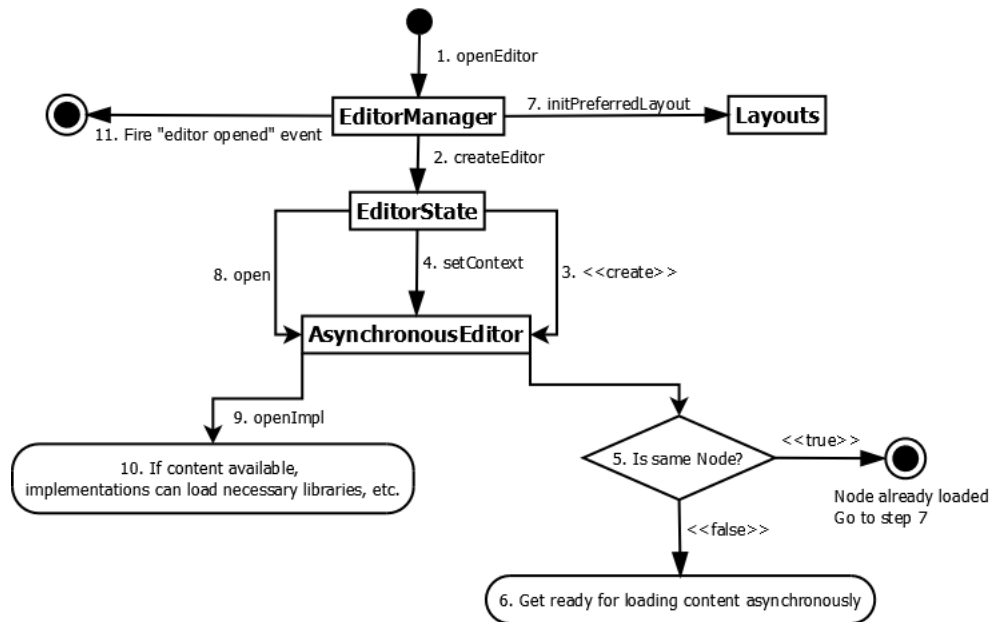 1. openEditor
EditorManager
7. initPreferredLayout
Layouts
11. Fire "editor opened" event
2. createEditor
EditorState
8. open
4. setContext
3. <<create>>
AsynchronousEditor
9. openImpl
10. If content available,
implementations can load necessary libraries, etc.
5. Is same Node?
<<true>>
Node already loaded
Go to step 7
<<false>>
6. Get ready for loading content asynchronously